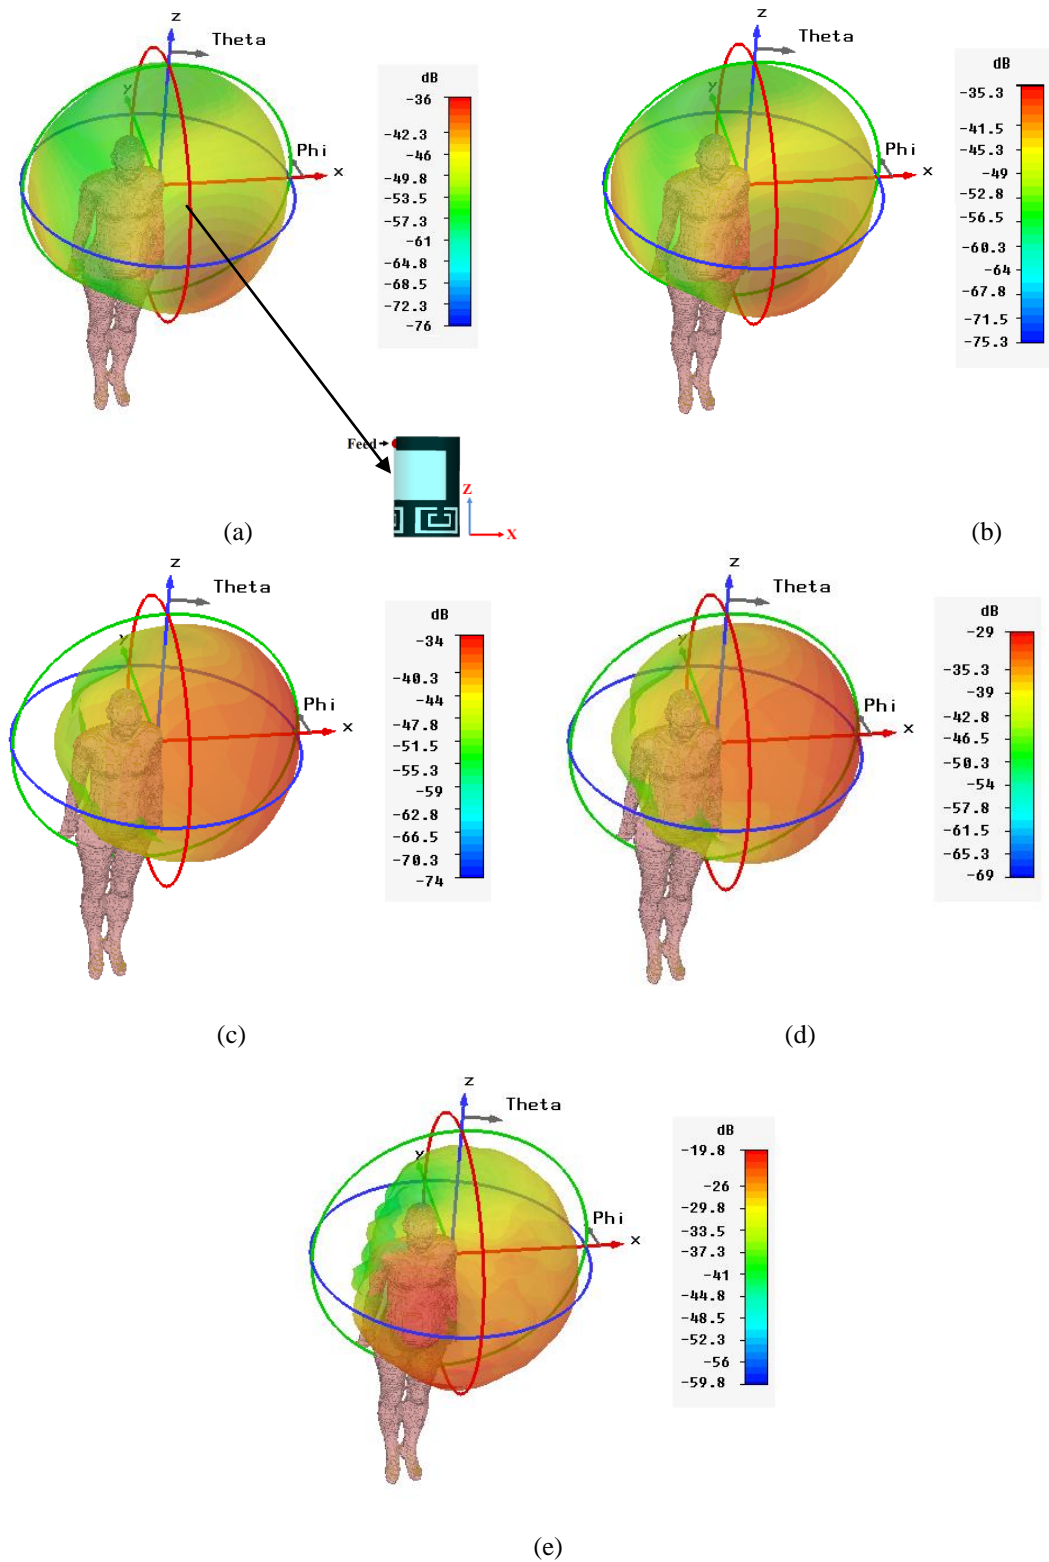 z
Theta
y
Phi
x
dB
-36
-42.3
-46
-49.8
-53.5
-57.3
-61
-64.8
-68.5
-72.3
-76
Feed
Z
X
(a)
z
Theta
y
Phi
x
dB
-35.3
-41.5
-45.3
-49
-52.8
-56.5
-60.3
-64
-67.8
-71.5
-75.3
(b)
z
Theta
y
Phi
x
dB
-34
-40.3
-44
-47.8
-51.5
-55.3
-59
-62.8
-66.5
-70.3
-74
(c)
z
Theta
y
Phi
x
dB
-29
-35.3
-39
-42.8
-46.5
-50.3
-54
-57.8
-61.5
-65.3
-69
(d)
z
Theta
y
Phi
x
dB
-19.8
-26
-29.8
-33.5
-37.3
-41
-44.8
-48.5
-52.3
-56
-59.8
(e)